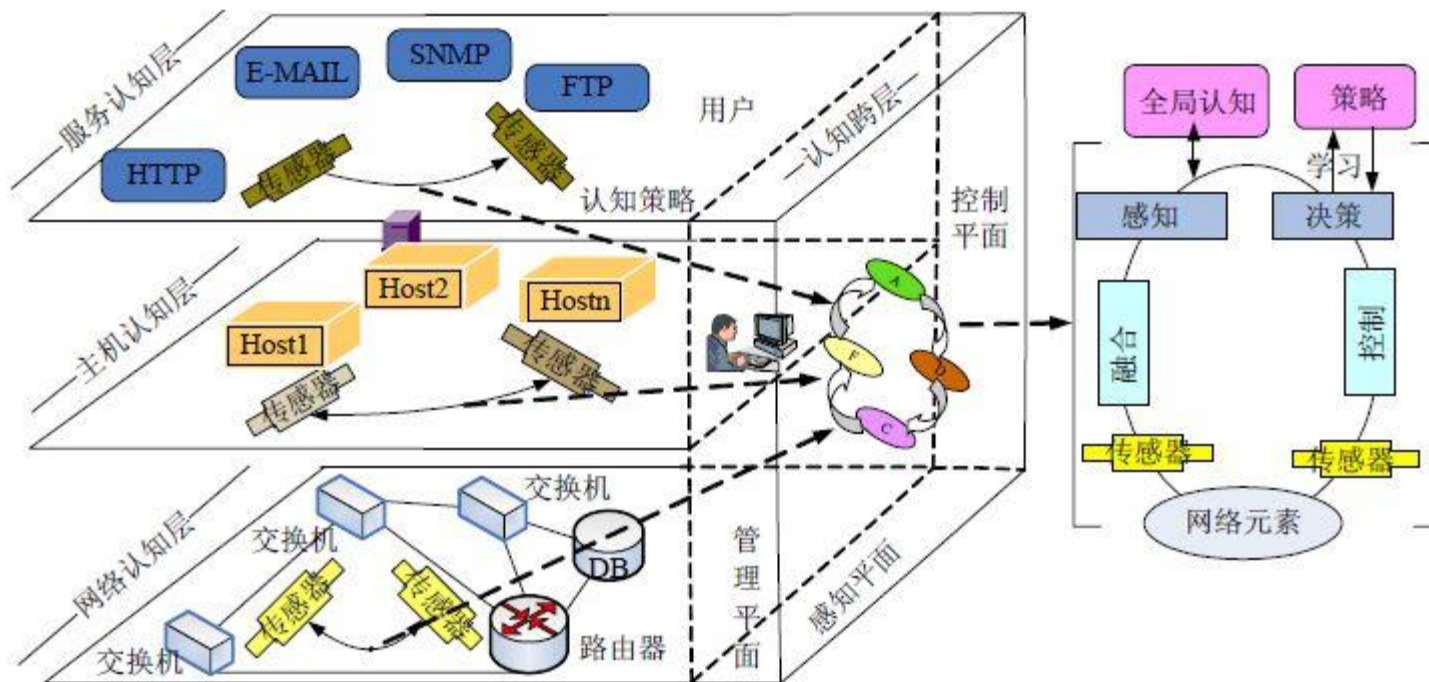 服务认知层
E-MAIL
SNMP
FTP
HTTP
传感器
传感器
用户
认知策略
认知跨层
控制
平面
主机认知层
Host1
Host2
Hostn
传感器
传感器
A
F
D
C
网络认知层
交换机
交换机
交换机
DB
传感器
传感器
路由器
管
理
平
面
感知平面
全局认知
策略
学习
感知
决策
融合
控制
传感器
传感器
网络元素